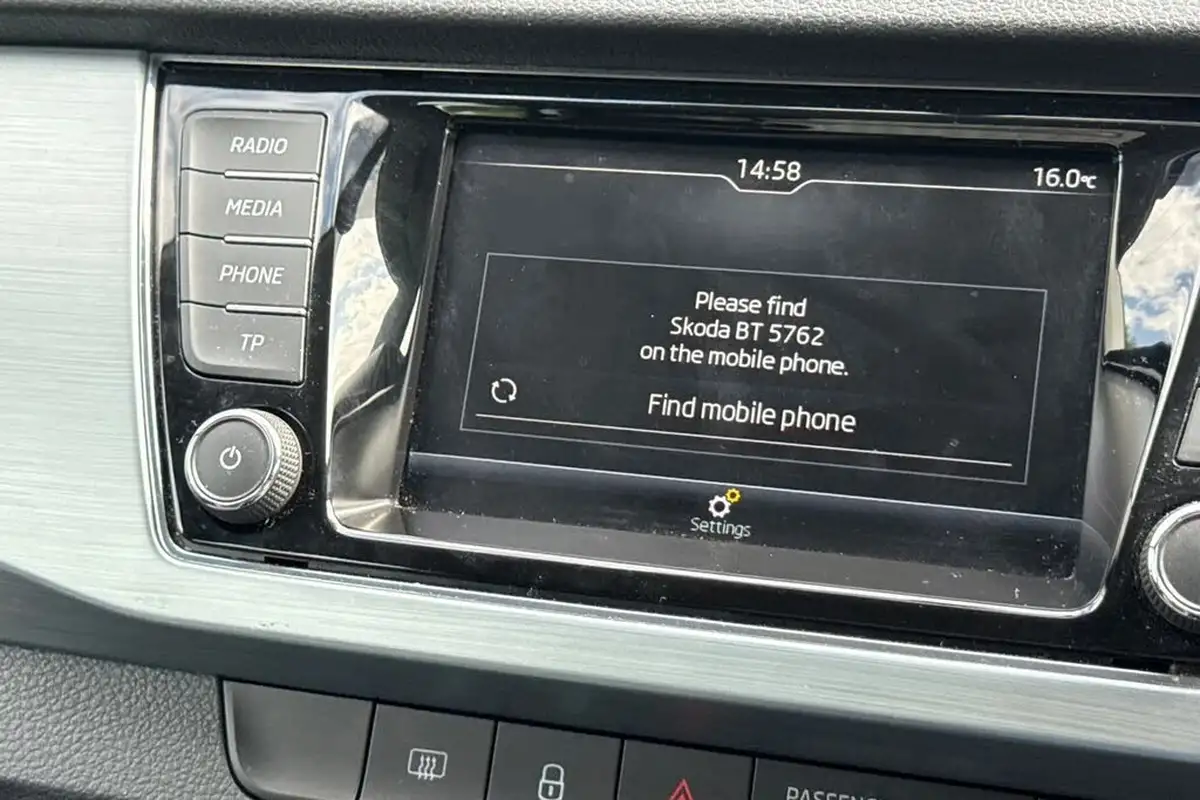 RADIO
MEDIA
PHONE
TP
14:58
16.0°C
Please find
Skoda BT 5762
on the mobile phone.
Find mobile phone
Settings